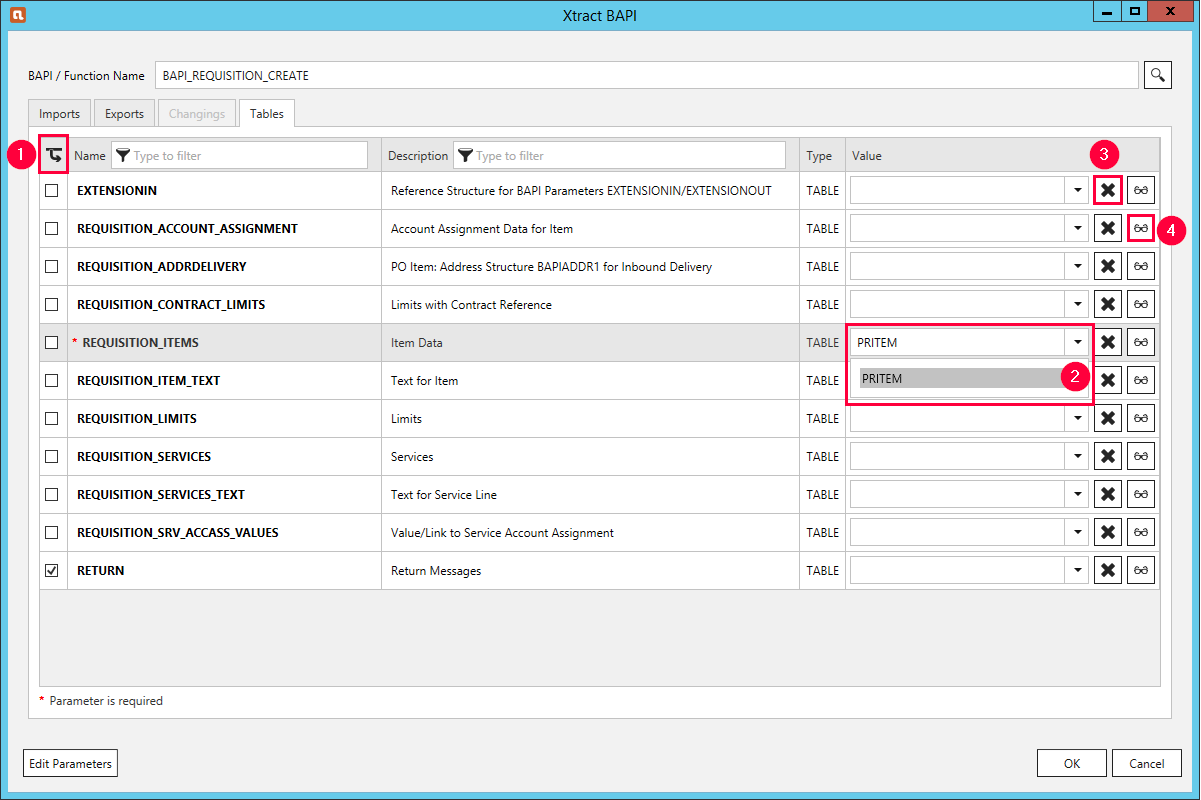 Xtract BAPI
BAPI / Function Name BAPI_REQUISITION_CREATE
Imports Exports Changings Tables
1 Name Type to filter Description Type to filter Type Value 3
EXTENSIONIN Reference Structure for BAPI Parameters EXTENSIONIN/EXTENSIONOUT TABLE
REQUISITION_ACCOUNT_ASSIGNMENT Account Assignment Data for Item TABLE 4
REQUISITION_ADDRDELIVERY PO Item: Address Structure BAPIADDR1 for Inbound Delivery TABLE
REQUISITION_CONTRACT_LIMITS Limits with Contract Reference TABLE
* REQUISITION_ITEMS Item Data TABLE PRITEM
REQUISITION_ITEM_TEXT Text for Item TABLE PRITEM 2
REQUISITION_LIMITS Limits TABLE
REQUISITION_SERVICES Services TABLE
REQUISITION_SERVICES_TEXT Text for Service Line TABLE
REQUISITION_SRV_ACCASS_VALUES Value/Link to Service Account Assignment TABLE
RETURN Return Messages TABLE
* Parameter is required
Edit Parameters OK Cancel